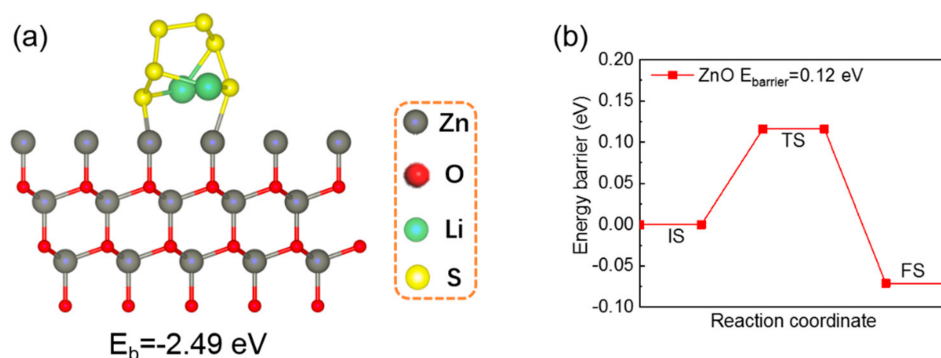 (a)
Zn
O
Li
S
E_b=-2.49 eV
(b)
ZnO E_barrier=0.12 eV
Energy barrier (eV)
0.20
0.15
0.10
0.05
0.00
-0.05
-0.10
IS
TS
FS
Reaction coordinate